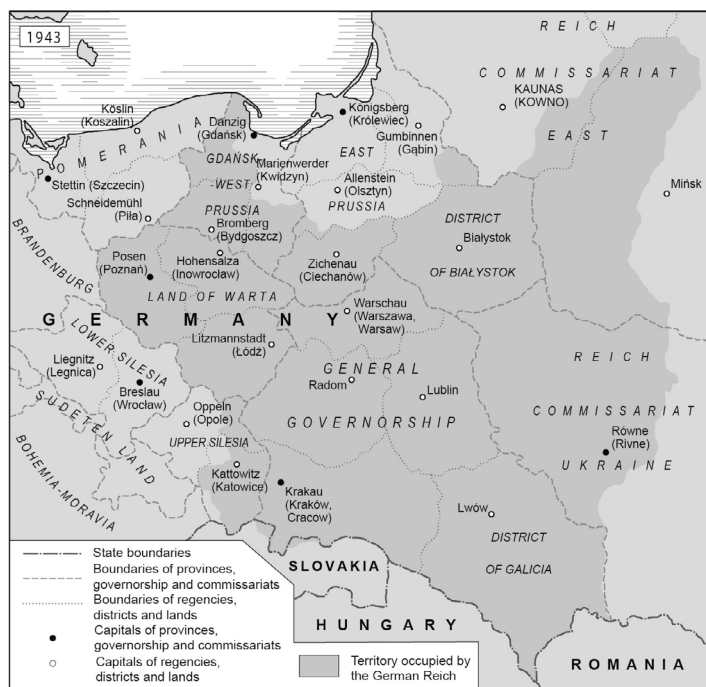 1943
REICH
COMMISSARIAT
EAST
KAUNAS
(KOWNO)
Mińsk
Köslin
(Koszalin)
POMERANIA
Stettin (Szczecin)
Schneidemühl
(Piła)
Danzig
(Gdańsk)
GDAŃSK-
-WEST
PRUSSIA
Marienwerder
(Kwidzyn)
Königsberg
(Królewiec)
Gumbinnen
(Gąbin)
EAST
PRUSSIA
Allenstein
(Olsztyn)
Bromberg
(Bydgoszcz)
DISTRICT
OF BIAŁYSTOK
Białystok
BRANDENBURG
Posen
(Poznań)
Hohensalza
(Inowrocław)
Zichenau
(Ciechanów)
LAND OF WARTA
GERMANY
Warschau
(Warszawa,
Warsaw)
Litzmannstadt
(Łódź)
LOWER SILESIA
Liegnitz
(Legnica)
Breslau
(Wrocław)
GENERAL
GOVERNORSHIP
Radom
Lublin
REICH
COMMISSARIAT
UKRAINE
Równe
(Rivne)
SUDETEN LAND
Oppeln
(Opole)
UPPER SILESIA
Kattowitz
(Katowice)
BOHEMIA-MORAVIA
Krakau
(Kraków,
Cracow)
Lwów
DISTRICT
OF GALICIA
SLOVAKIA
HUNGARY
ROMANIA
State boundaries
Boundaries of provinces,
governorship and commissariats
Boundaries of regencies,
districts and lands
Capitals of provinces,
governorship and commissariats
Capitals of regencies,
districts and lands
Territory occupied by
the German Reich